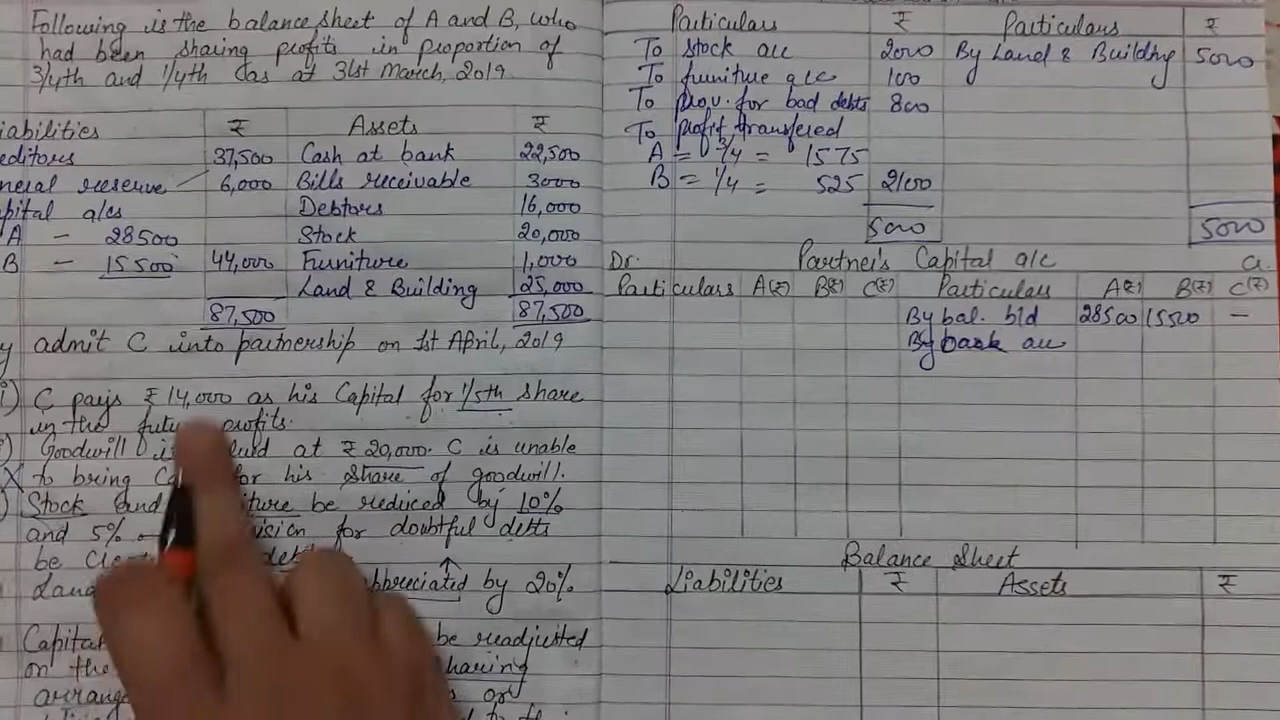 Following is the balance sheet of A and B, who
had been sharing profits in proportion of
3/4th and 1/4th as at 31st March, 2019.
iabilities ₹ Assets ₹
editors 37,500 Cash at bank 22,500
neral reserve 6,000 Bills receivable 3000
pital a/cs Debtors 16,000
A - 28500 Stock 20,000
B - 15500 44,000 Furniture 1,000
Land & Building 25,000
87,500 87,500
y admit C into partnership on 1st April, 2019
i) C pays ₹ 14,000 as his Capital for 1/5th share
in the profits.
Goodwill at ₹ 20,000. C is unable
to bring for his share of goodwill.
Stock and be reduced by 10%
and 5% for doubtful debts
be
by 20%
be readjusted
on the haring
or
Particulars ₹ Particulars ₹
To stock a/c 2000 By Land & Building 5000
To furniture a/c 100
To prov. for bad debts 800
To profit transfered
A = 3/4 = 1575
B = 1/4 = 525 2100
5000 5000
Dr. Partner's Capital a/c
Particulars A(₹) B(₹) C(₹) Particulars A(₹) B(₹) C(₹)
By bal. b/d 28500 15500 -
By bank a/c
Balance Sheet
Liabilities ₹ Assets ₹